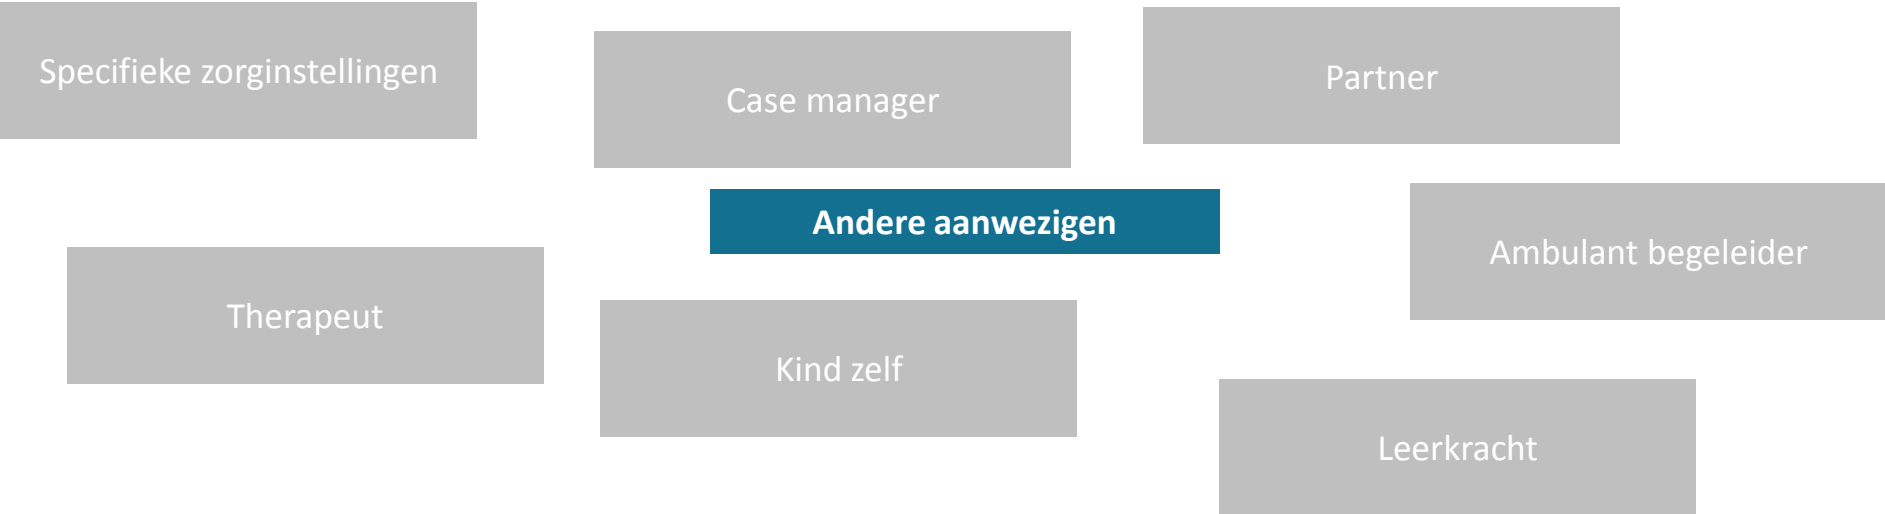 Specifieke zorginstellingen
Case manager
Partner
Andere aanwezigen
Ambulant begeleider
Therapeut
Kind zelf
Leerkracht